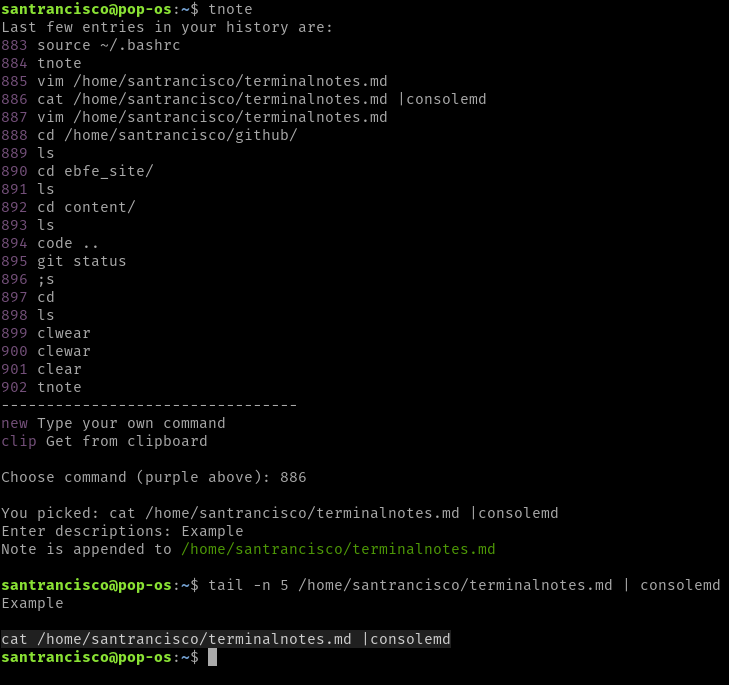 santrancisco@pop-os:~$ tnote
Last few entries in your history are:
883 source ~/.bashrc
884 tnote
885 vim /home/santrancisco/terminalnotes.md
886 cat /home/santrancisco/terminalnotes.md |consolemd
887 vim /home/santrancisco/terminalnotes.md
888 cd /home/santrancisco/github/
889 ls
890 cd ebfe_site/
891 ls
892 cd content/
893 ls
894 code ..
895 git status
896 ;s
897 cd
898 ls
899 clwear
900 clewar
901 clear
902 tnote
---------------------------------
new Type your own command
clip Get from clipboard
Choose command (purple above): 886
You picked: cat /home/santrancisco/terminalnotes.md |consolemd
Enter descriptions: Example
Note is appended to /home/santrancisco/terminalnotes.md
santrancisco@pop-os:~$ tail -n 5 /home/santrancisco/terminalnotes.md | consolemd
Example
cat /home/santrancisco/terminalnotes.md |consolemd
santrancisco@pop-os:~$